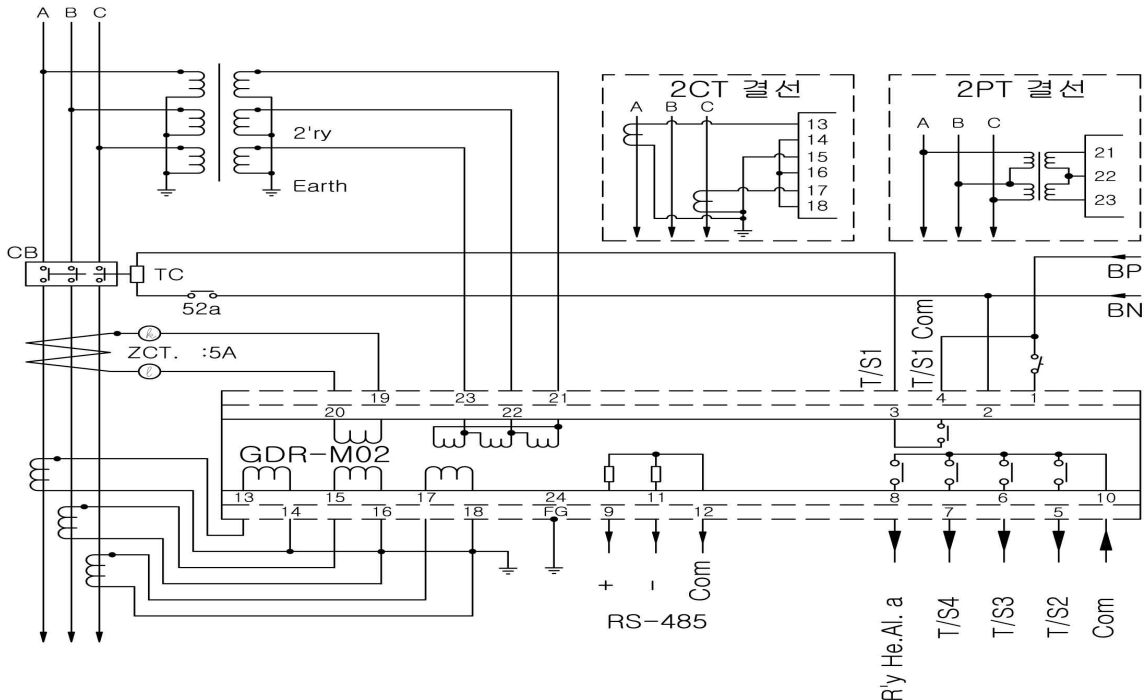 A B C
2'ry
Earth
2CT 결선
A B C
13
14
15
16
17
18
2PT 결선
A B C
21
22
23
CB
TC
52a
BP
BN
k
ZCT. :5A
l
T/S1
T/S1 Com
19 23 21 4 1
20 22 3 2
GDR-M02
13 15 17 24 11 8 6 10
14 16 18 FG 9 12 7 5
+
-
Com
RS-485
R'y He.Al. a
T/S4
T/S3
T/S2
Com